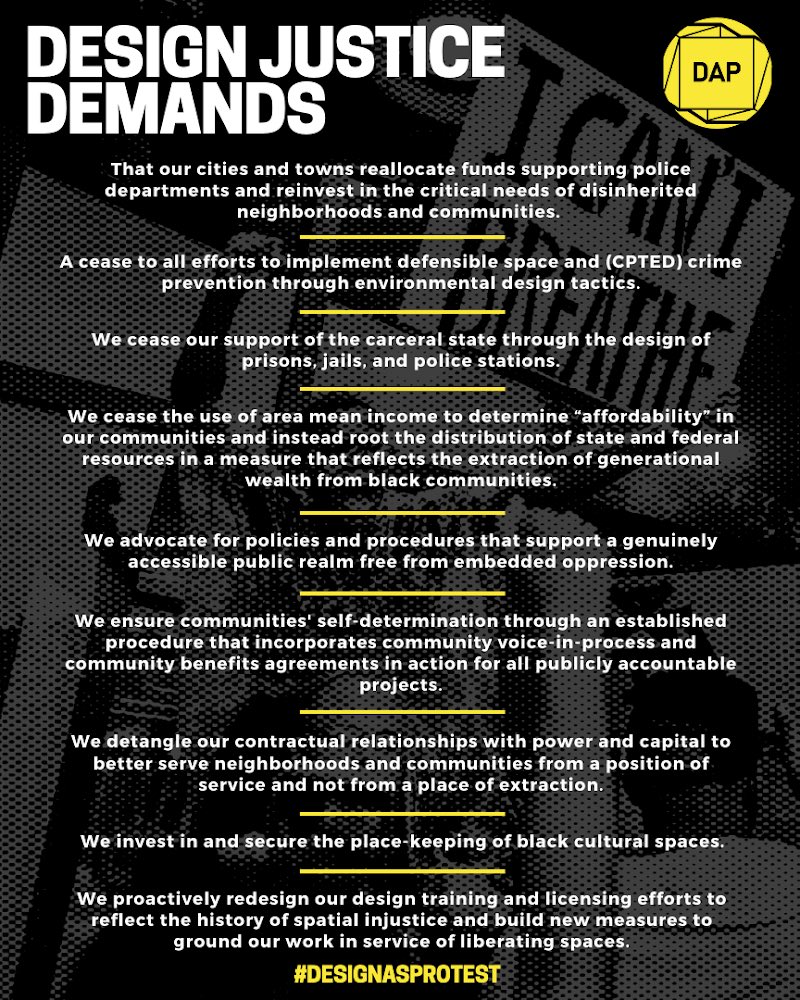 DESIGN JUSTICE
DEMANDS
DAP
I CAN'T
BREATHE
That our cities and towns reallocate funds supporting police
departments and reinvest in the critical needs of disinherited
neighborhoods and communities.
A cease to all efforts to implement defensible space and (CPTED) crime
prevention through environmental design tactics.
We cease our support of the carceral state through the design of
prisons, jails, and police stations.
We cease the use of area mean income to determine “affordability” in
our communities and instead root the distribution of state and federal
resources in a measure that reflects the extraction of generational
wealth from black communities.
We advocate for policies and procedures that support a genuinely
accessible public realm free from embedded oppression.
We ensure communities' self-determination through an established
procedure that incorporates community voice-in-process and
community benefits agreements in action for all publicly accountable
projects.
We detangle our contractual relationships with power and capital to
better serve neighborhoods and communities from a position of
service and not from a place of extraction.
We invest in and secure the place-keeping of black cultural spaces.
We proactively redesign our design training and licensing efforts to
reflect the history of spatial injustice and build new measures to
ground our work in service of liberating spaces.
#DESIGNASPROTEST